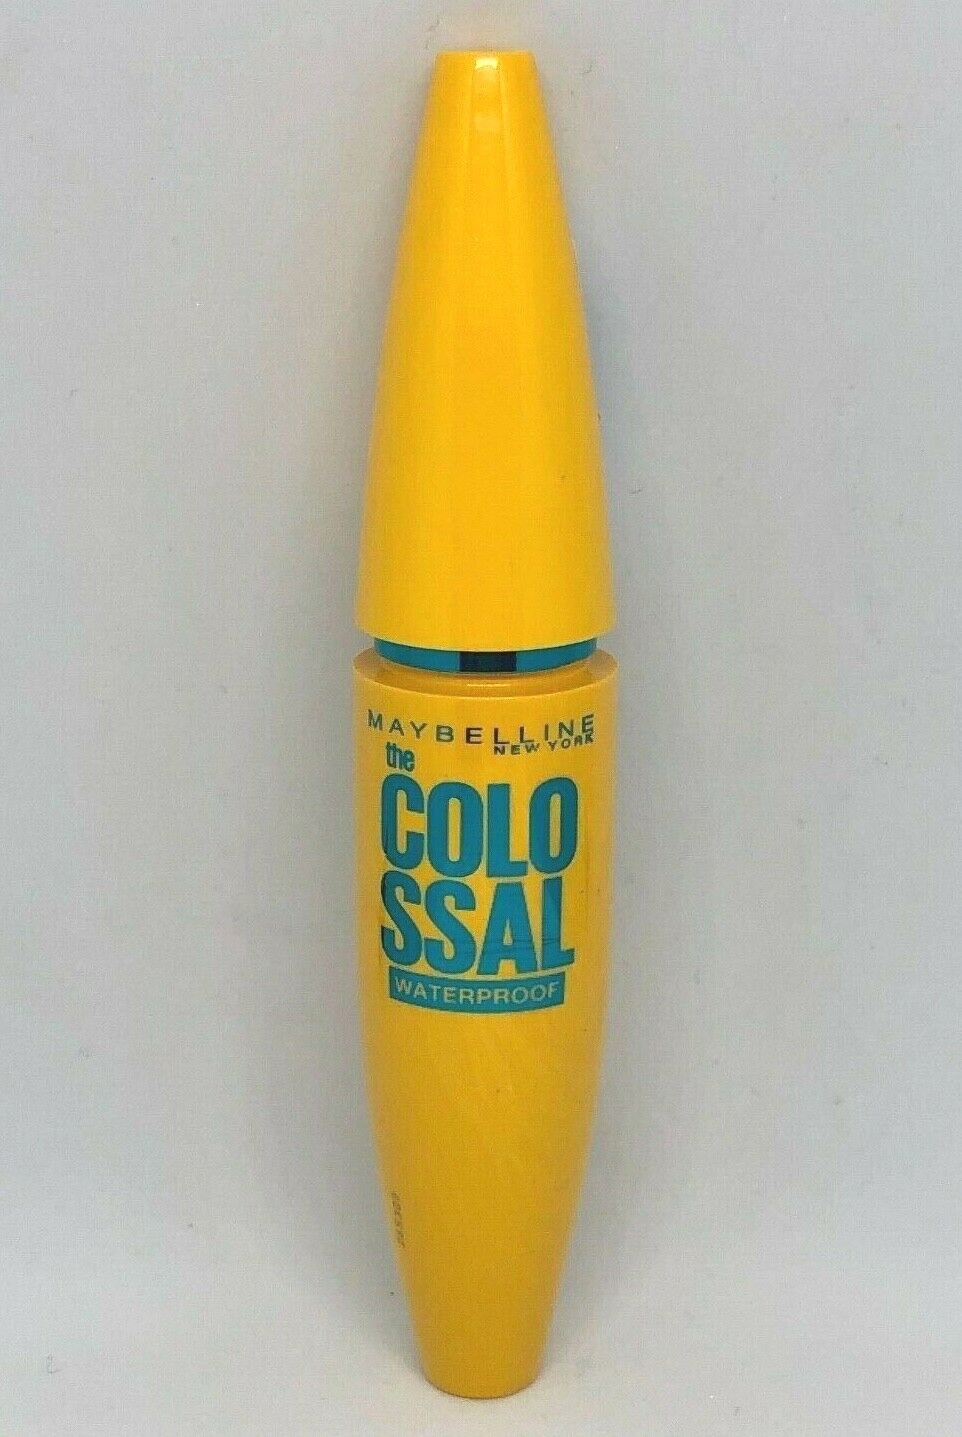 MAYBELLINE
NEW YORK
the
COLO
SSAL
WATERPROOF